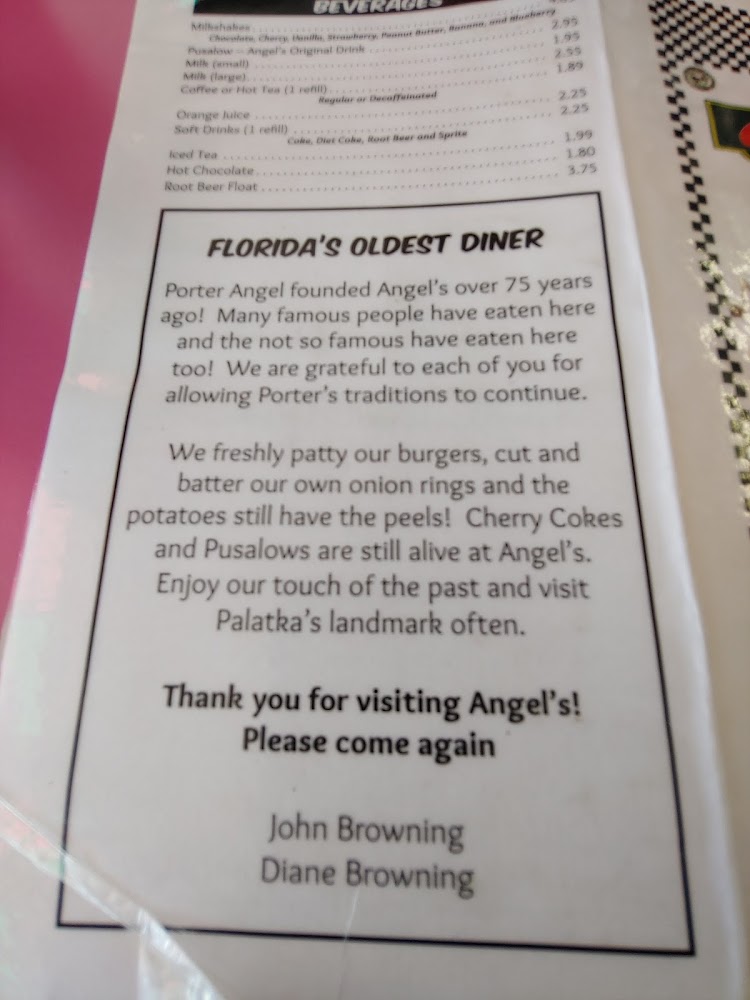 BEVERAGES
Milkshakes
Chocolate, Cherry, Vanilla, Strawberry, Peanut Butter, Banana, and Blueberry
Pusalow – Angel's Original Drink 2.95
Milk (small) 1.95
Milk (large) 2.55
Coffee or Hot Tea (1 refill) 1.89
Regular or Decaffeinated
Orange Juice 2.25
Soft Drinks (1 refill) 2.25
Coke, Diet Coke, Root Beer and Sprite
Iced Tea 1.99
Hot Chocolate 1.80
Root Beer Float 3.75
FLORIDA'S OLDEST DINER
Porter Angel founded Angel's over 75 years
ago! Many famous people have eaten here
and the not so famous have eaten here
too! We are grateful to each of you for
allowing Porter's traditions to continue.
We freshly patty our burgers, cut and
batter our own onion rings and the
potatoes still have the peels! Cherry Cokes
and Pusalows are still alive at Angel's.
Enjoy our touch of the past and visit
Palatka's landmark often.
Thank you for visiting Angel's!
Please come again
John Browning
Diane Browning